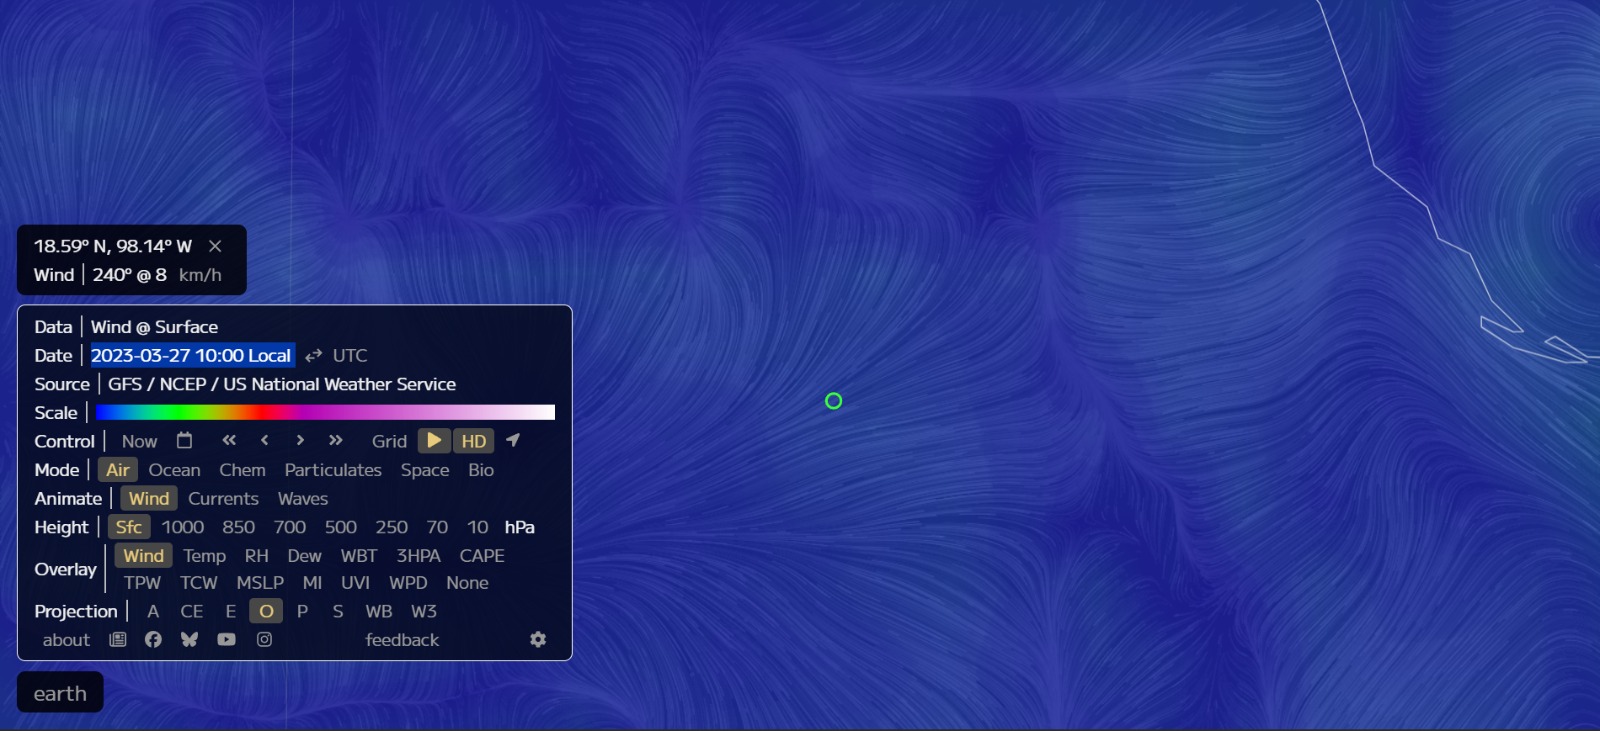 18.59° N, 98.14° W ×
Wind | 240° @ 8 km/h
Data | Wind @ Surface
Date | 2023-03-27 10:00 Local ⇄ UTC
Source | GFS / NCEP / US National Weather Service
Scale |
Control | Now « ‹ › » Grid HD
Mode | Air Ocean Chem Particulates Space Bio
Animate | Wind Currents Waves
Height | Sfc 1000 850 700 500 250 70 10 hPa
Overlay | Wind Temp RH Dew WBT 3HPA CAPE
TPW TCW MSLP MI UVI WPD None
Projection | A CE E O P S WB W3
about feedback
earth